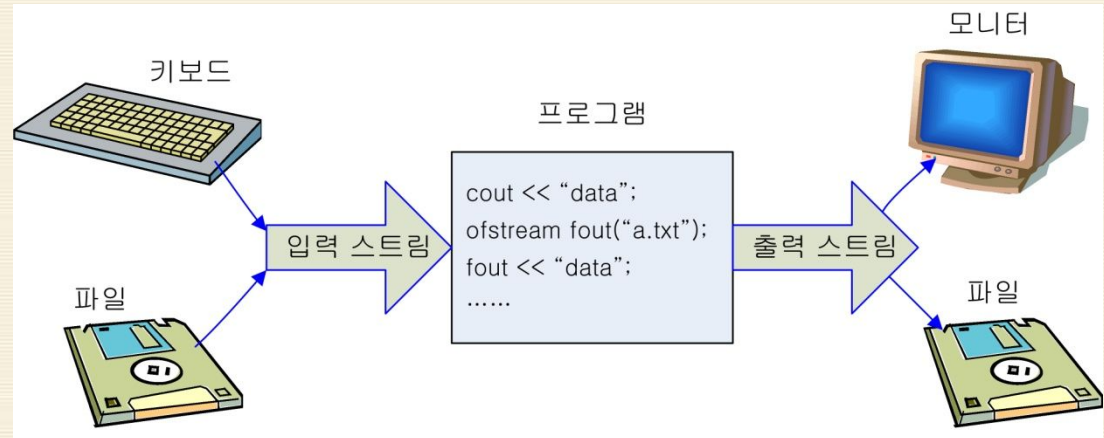 키보드
파일
입력 스트림
프로그램
cout << “data”;
ofstream fout(“a.txt”);
fout << “data”;
……
출력 스트림
모니터
파일